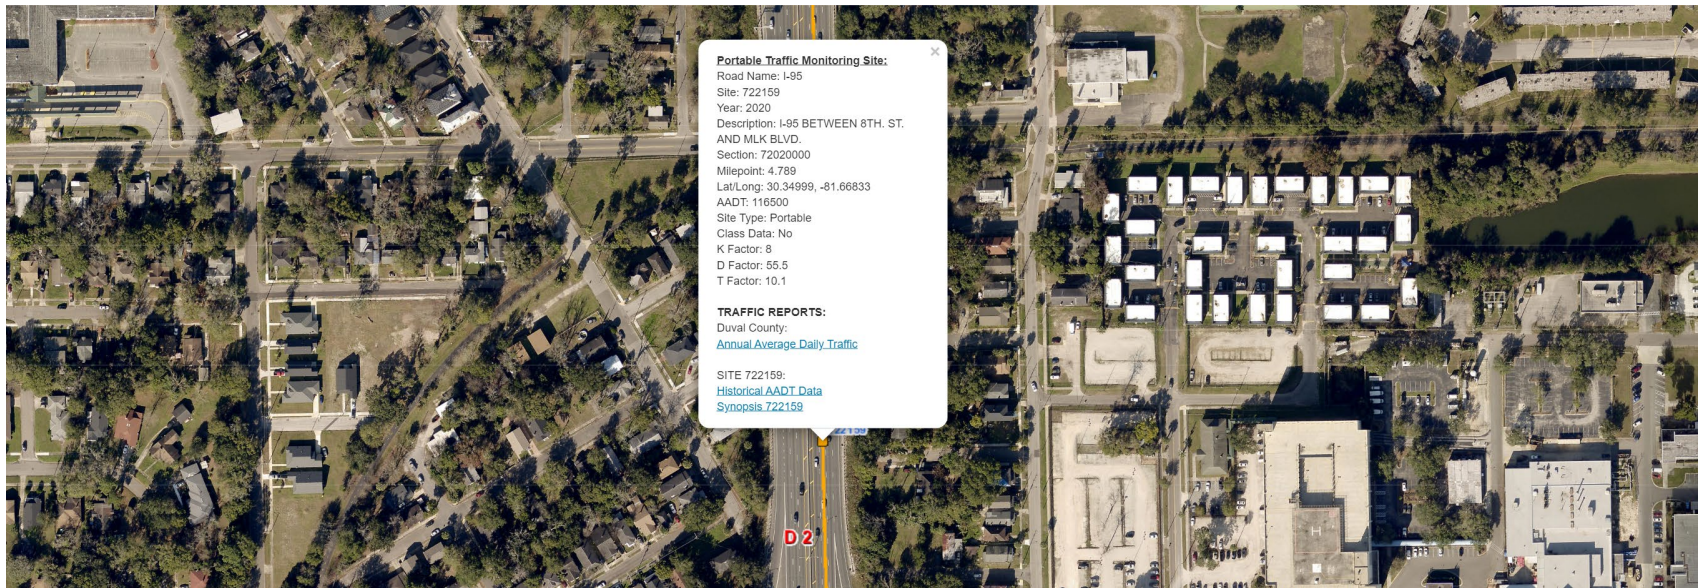 Portable Traffic Monitoring Site:
Road Name: I-95
Site: 722159
Year: 2020
Description: I-95 BETWEEN 8TH. ST.
AND MLK BLVD.
Section: 72020000
Milepoint: 4.789
Lat/Long: 30.34999, -81.66833
AADT: 116500
Site Type: Portable
Class Data: No
K Factor: 8
D Factor: 55.5
T Factor: 10.1
TRAFFIC REPORTS:
Duval County:
Annual Average Daily Traffic
SITE 722159:
Historical AADT Data
Synopsis 722159
D 2
H